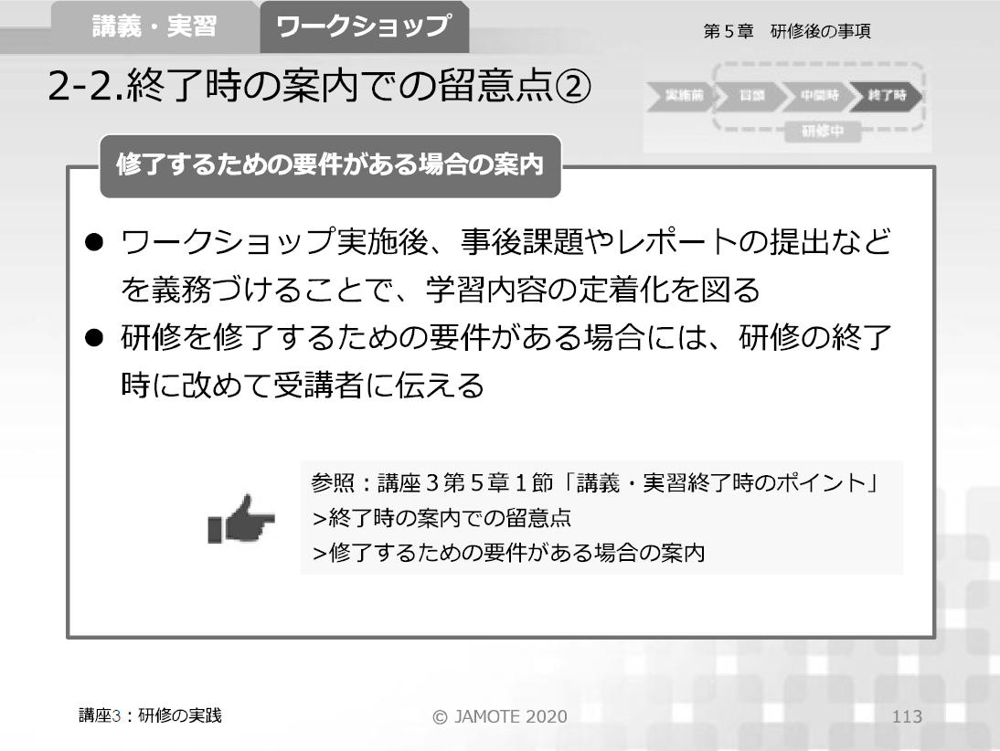 講義・実習
ワークショップ
第５章　研修後の事項
2-2.終了時の案内での留意点②
実施前
冒頭
中間時
終了時
研修中
修了するための要件がある場合の案内
● ワークショップ実施後、事後課題やレポートの提出など
を義務づけることで、学習内容の定着化を図る
● 研修を修了するための要件がある場合には、研修の終了
時に改めて受講者に伝える
参照：講座３第５章１節「講義・実習終了時のポイント」
>終了時の案内での留意点
>修了するための要件がある場合の案内
講座3：研修の実践
© JAMOTE 2020
113